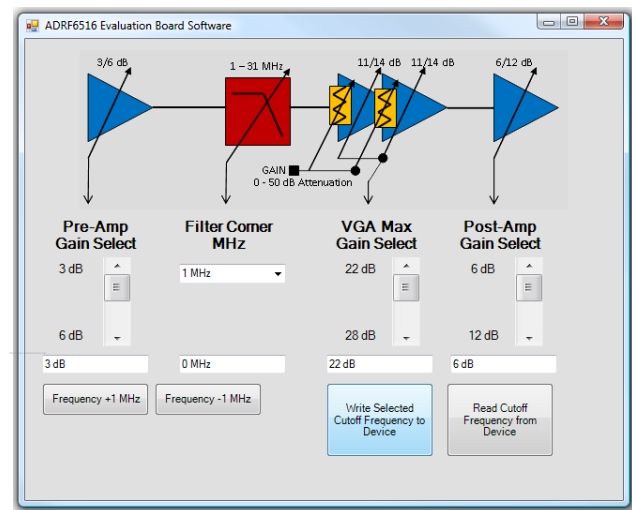 ADRF6516 Evaluation Board Software
3/6 dB
1 – 31 MHz
11/14 dB 11/14 dB
6/12 dB
GAIN
0 - 50 dB Attenuation
Pre-Amp
Gain Select
Filter Corner
MHz
VGA Max
Gain Select
Post-Amp
Gain Select
3 dB
1 MHz
22 dB
6 dB
6 dB
28 dB
12 dB
3 dB
0 MHz
22 dB
6 dB
Frequency +1 MHz
Frequency -1 MHz
Write Selected
Cutoff Frequency to
Device
Read Cutoff
Frequency from
Device